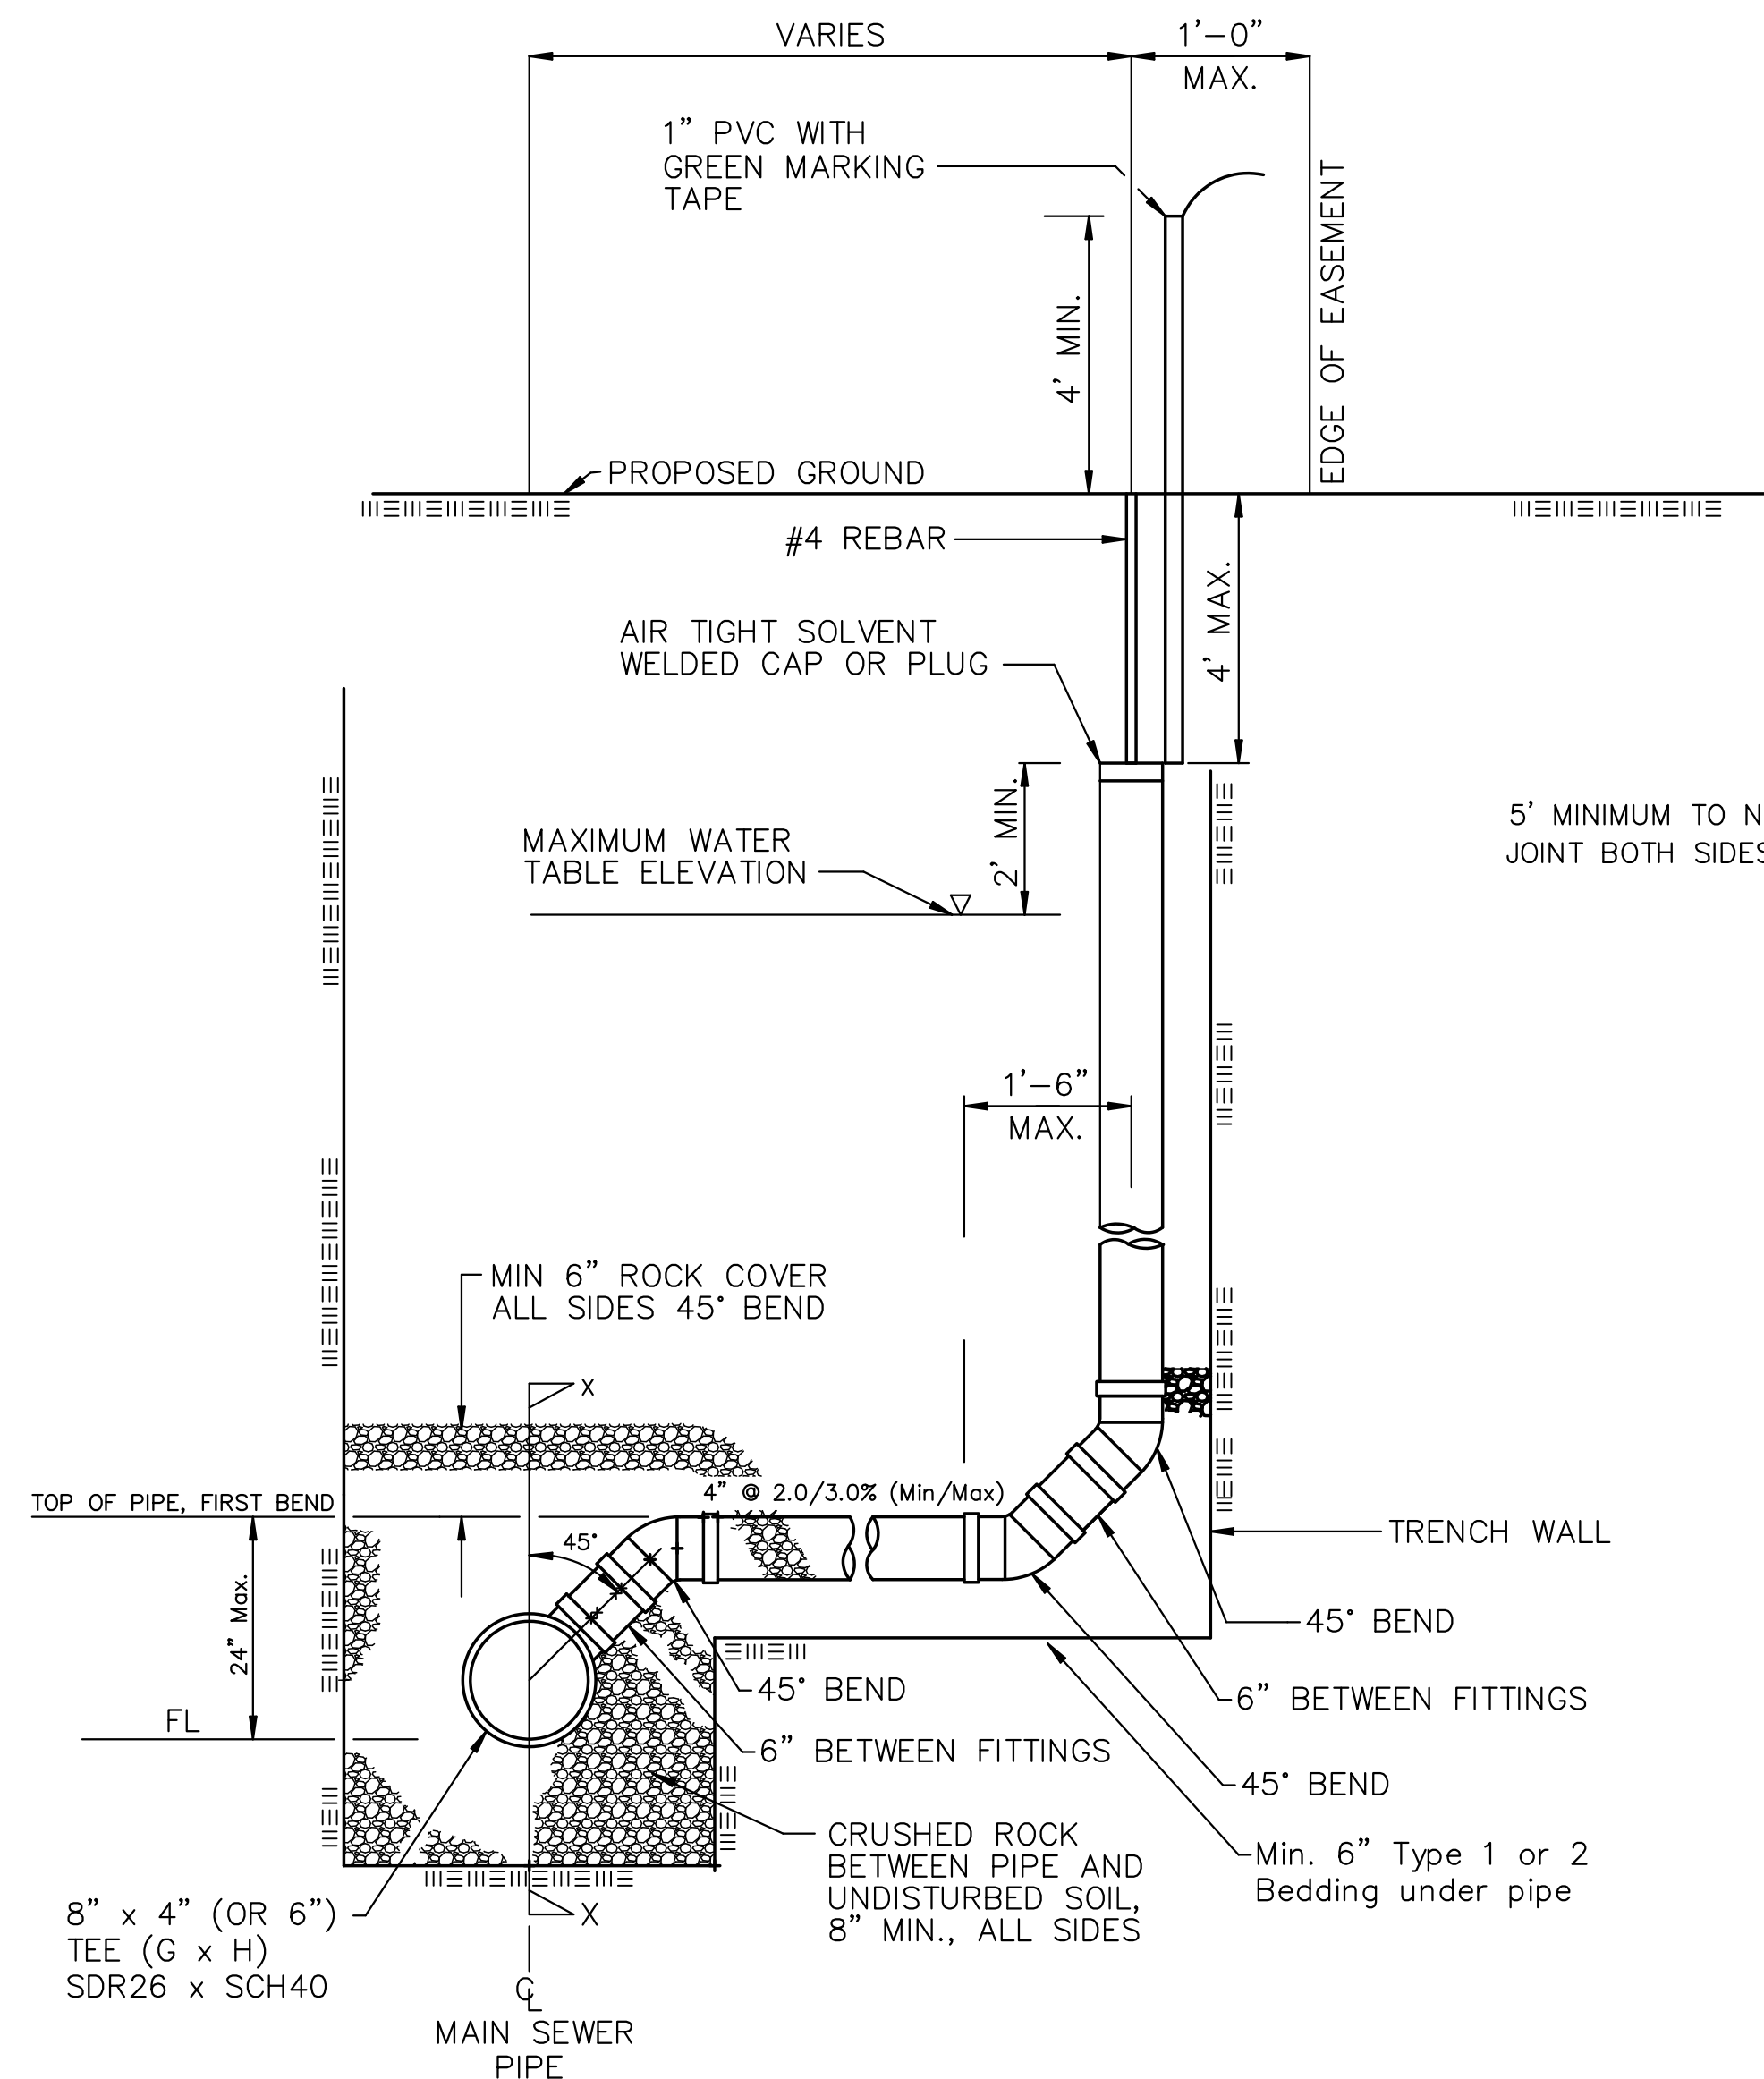 VARIES
1'-0"
MAX.
1" PVC WITH
GREEN MARKING
TAPE
EDGE OF EASEMENT
4' MIN.
PROPOSED GROUND
#4 REBAR
4' MAX.
AIR TIGHT SOLVENT
WELDED CAP OR PLUG
2' MIN.
MAXIMUM WATER
TABLE ELEVATION
5' MINIMUM TO N
JOINT BOTH SIDES
1'-6"
MAX.
MIN 6" ROCK COVER
ALL SIDES 45° BEND
X
4" @ 2.0/3.0% (Min/Max)
TOP OF PIPE, FIRST BEND
45°
TRENCH WALL
24" Max.
45° BEND
45° BEND
6" BETWEEN FITTINGS
FL
6" BETWEEN FITTINGS
45° BEND
CRUSHED ROCK
BETWEEN PIPE AND
UNDISTURBED SOIL,
8" MIN., ALL SIDES
Min. 6" Type 1 or 2
Bedding under pipe
8" x 4" (OR 6")
TEE (G x H)
SDR26 x SCH40
X
CL
MAIN SEWER
PIPE